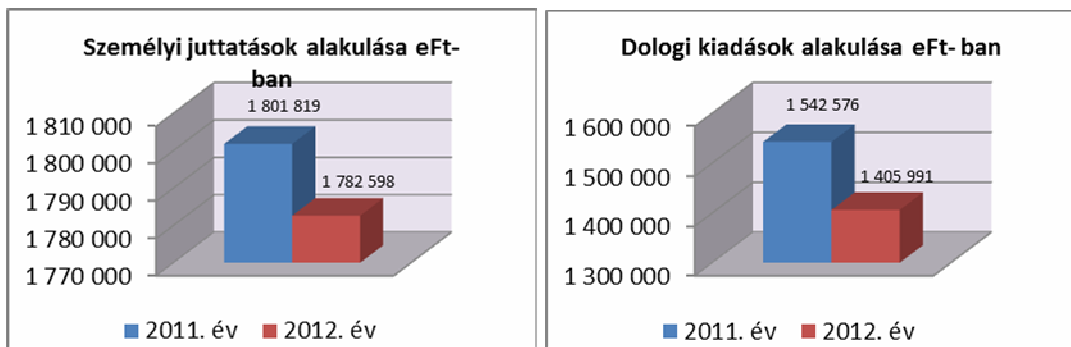 Személyi juttatások alakulása eFt-
ban
1 801 819
1 782 598
1 810 000
1 800 000
1 790 000
1 780 000
1 770 000
2011. év 2012. év
Dologi kiadások alakulása eFt- ban
1 542 576
1 405 991
1 600 000
1 500 000
1 400 000
1 300 000
2011. év 2012. év